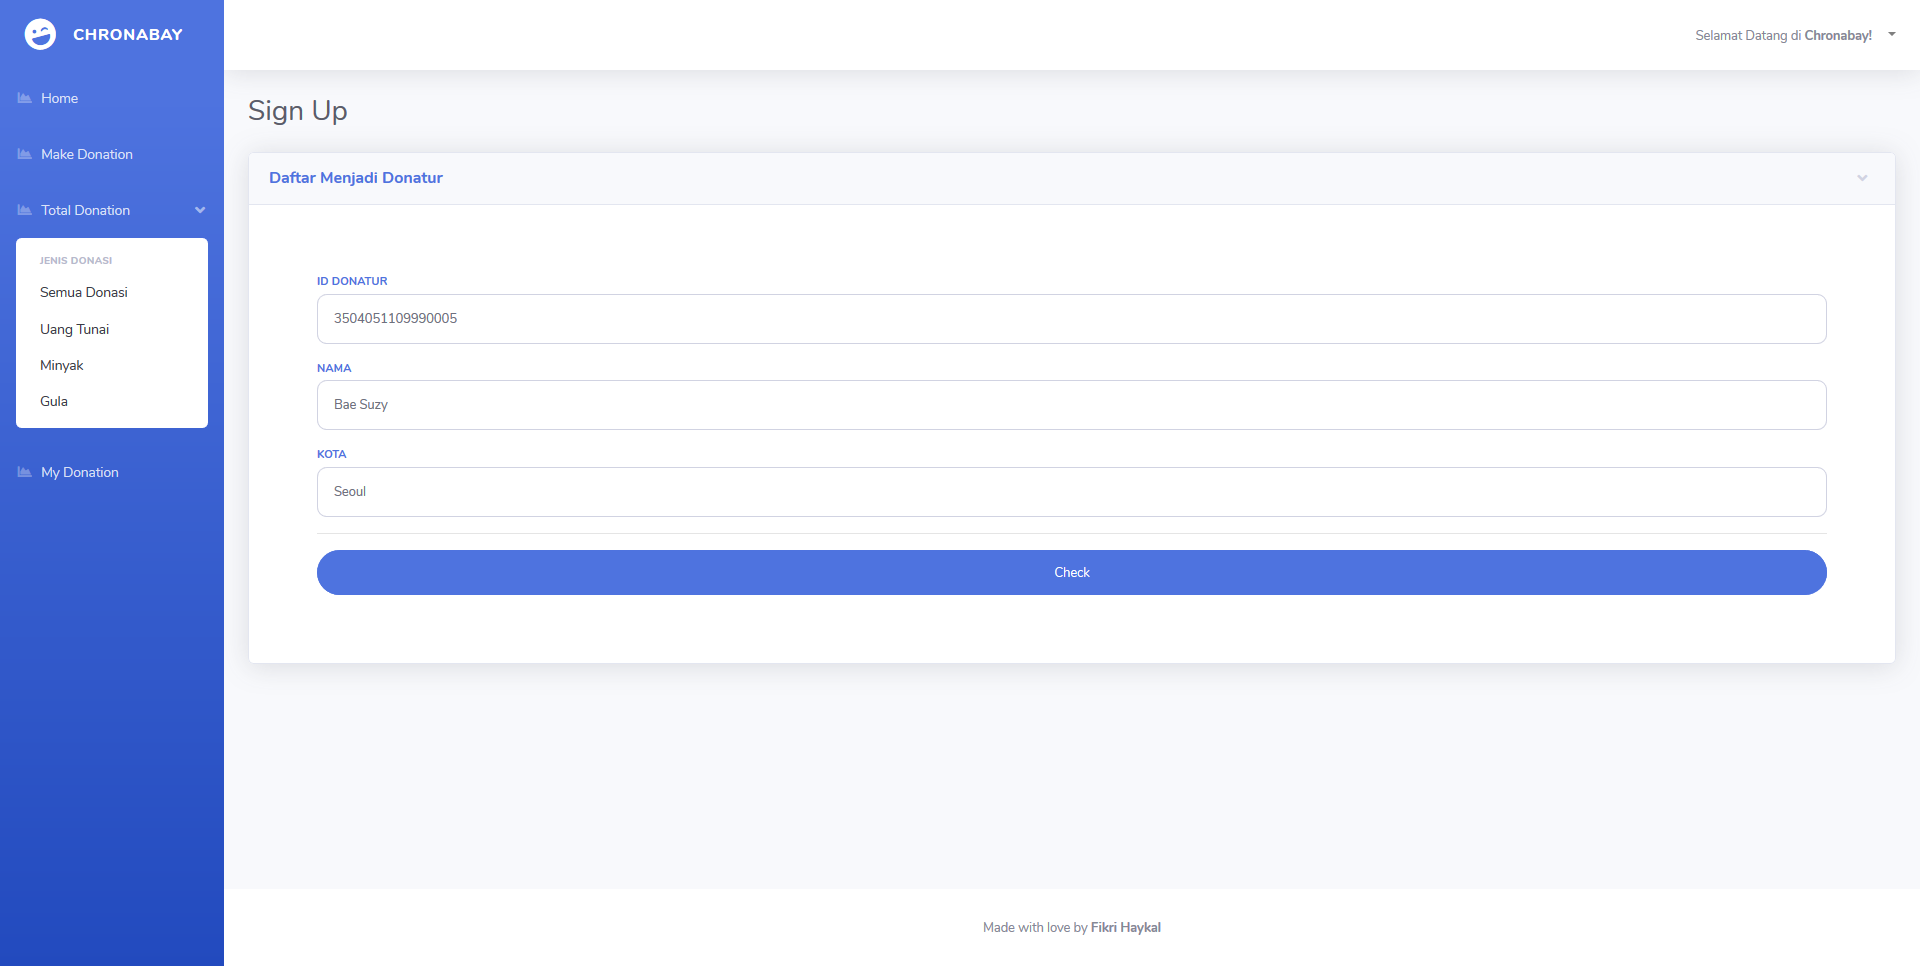 CHRONABAY
Home
Make Donation
Total Donation
JENIS DONASI
Semua Donasi
Uang Tunai
Minyak
Gula
My Donation
Selamat Datang di Chronabay!
Sign Up
Daftar Menjadi Donatur
ID DONATUR
3504051109990005
NAMA
Bae Suzy
KOTA
Seoul
Check
Made with love by Fikri Haykal